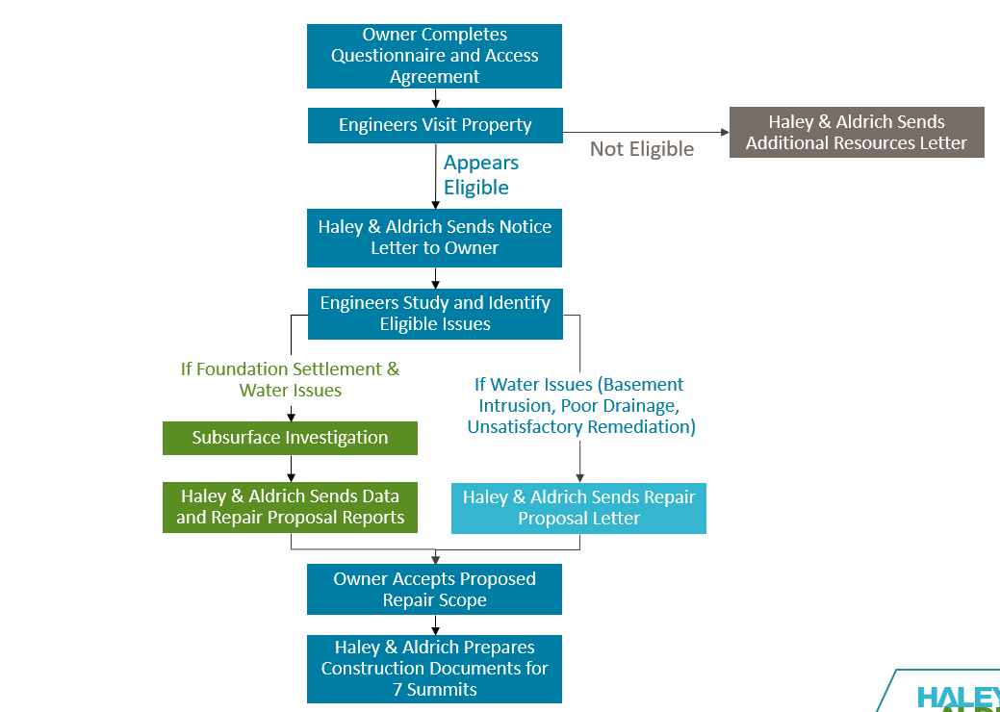 Owner Completes
Questionnaire and Access
Agreement
Engineers Visit Property
Haley & Aldrich Sends
Additional Resources Letter
Not Eligible
Appears
Eligible
Haley & Aldrich Sends Notice
Letter to Owner
Engineers Study and Identify
Eligible Issues
If Foundation Settlement &
Water Issues
If Water Issues (Basement
Intrusion, Poor Drainage,
Unsatisfactory Remediation)
Subsurface Investigation
Haley & Aldrich Sends Data
and Repair Proposal Reports
Haley & Aldrich Sends Repair
Proposal Letter
Owner Accepts Proposed
Repair Scope
Haley & Aldrich Prepares
Construction Documents for
7 Summits
HALEY